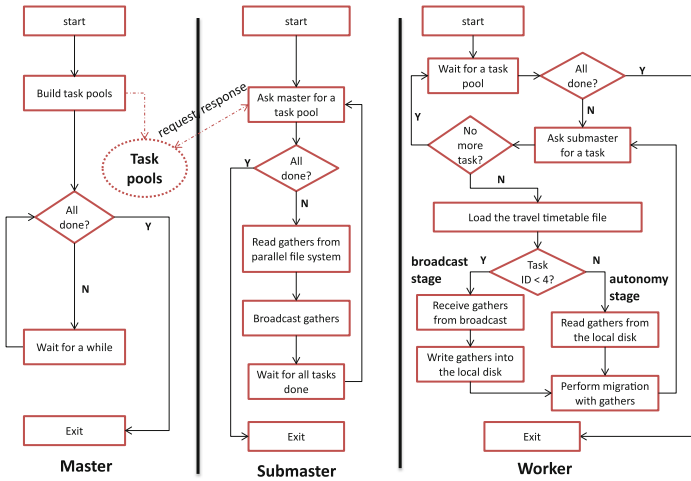 start
Build task pools
request, response
Task
pools
All
done?
Y
N
Wait for a while
Exit
Master
start
Ask master for a
task pool
All
done?
Y
N
Read gathers from
parallel file system
Broadcast gathers
Wait for all tasks
done
Exit
Submaster
start
Wait for a task
pool
All
done?
Y
N
Y
No
more
task?
Ask submaster
for a task
N
Load the travel timetable file
Task
ID < 4?
Y
N
broadcast
stage
autonomy
stage
Receive gathers
from broadcast
Read gathers from
the local disk
Write gathers into
the local disk
Perform migration
with gathers
Exit
Worker